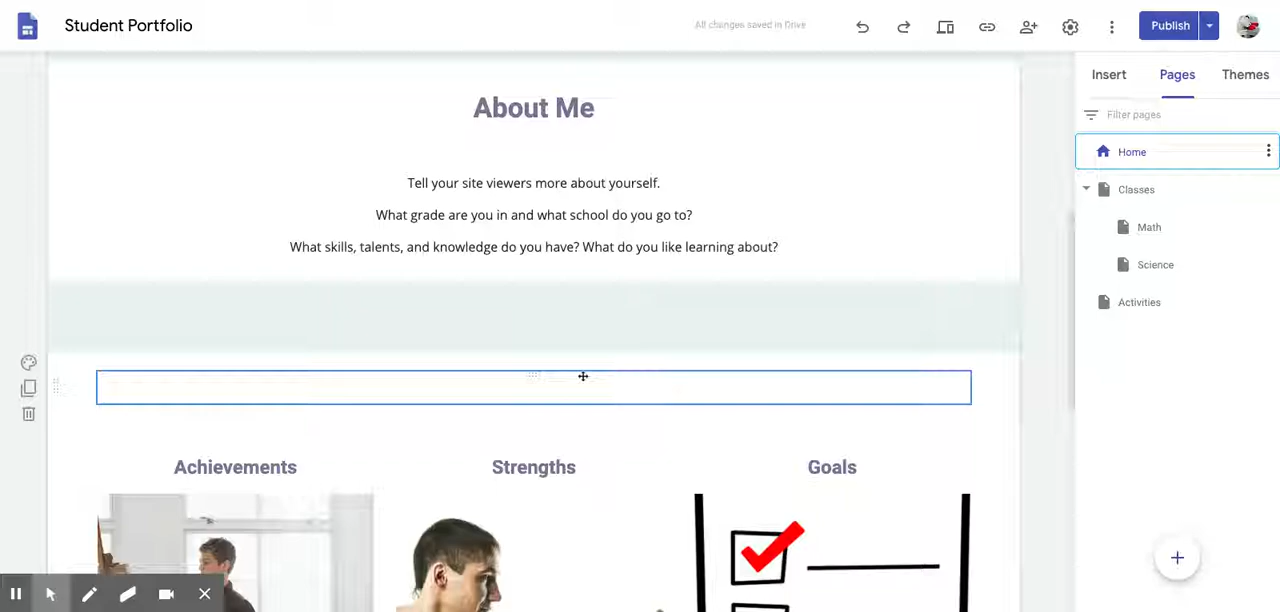 Student Portfolio
All changes saved in Drive
Publish
Insert
Pages
Themes
Filter pages
Home
Classes
Math
Science
Activities
About Me
Tell your site viewers more about yourself.
What grade are you in and what school do you go to?
What skills, talents, and knowledge do you have? What do you like learning about?
Achievements
Strengths
Goals